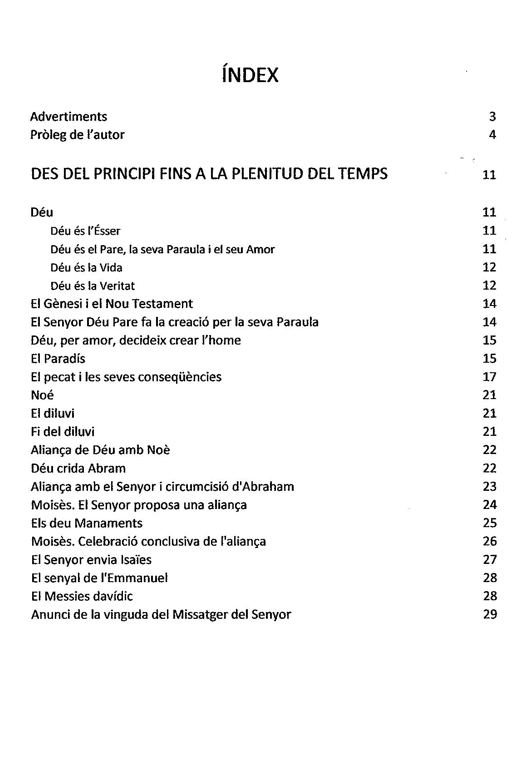 ÍNDEX
Advertiments 3
Pròleg de l'autor 4
DES DEL PRINCIPI FINS A LA PLENITUD DEL TEMPS 11
Déu 11
Déu és l'Ésser 11
Déu és el Pare, la seva Paraula i el seu Amor 11
Déu és la Vida 12
Déu és la Veritat 12
El Gènesi i el Nou Testament 14
El Senyor Déu Pare fa la creació per la seva Paraula 14
Déu, per amor, decideix crear l'home 15
El Paradís 15
El pecat i les seves conseqüències 17
Noé 21
El diluvi 21
Fi del diluvi 21
Aliança de Déu amb Noè 22
Déu crida Abram 22
Aliança amb el Senyor i circumcisió d'Abraham 23
Moisès. El Senyor proposa una aliança 24
Els deu Manaments 25
Moisès. Celebració conclusiva de l'aliança 26
El Senyor envia Isaïes 27
El senyal de l'Emmanuel 28
El Messies davídic 28
Anunci de la vinguda del Missatger del Senyor 29